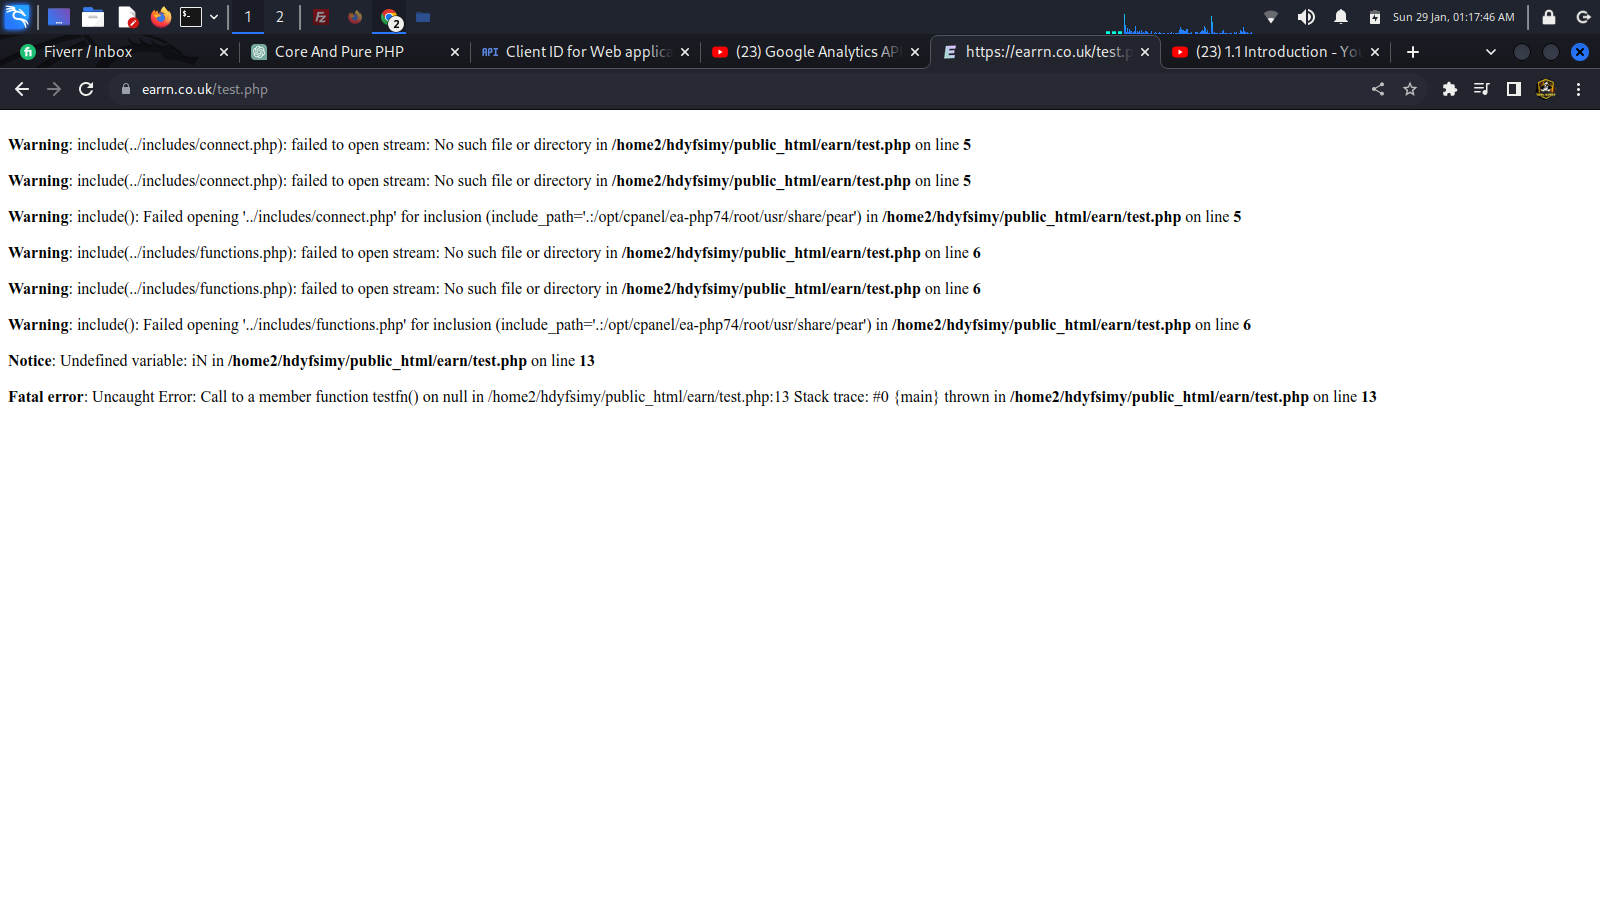 1
2
2
Sun 29 Jan, 01:17:46 AM
Fiverr / Inbox
Core And Pure PHP
API Client ID for Web applica
(23) Google Analytics AP
https://earrn.co.uk/test.p
(23) 1.1 Introduction - Yo
earrn.co.uk/test.php
Warning: include(../includes/connect.php): failed to open stream: No such file or directory in /home2/hdyfsimy/public_html/earn/test.php on line 5
Warning: include(../includes/connect.php): failed to open stream: No such file or directory in /home2/hdyfsimy/public_html/earn/test.php on line 5
Warning: include(): Failed opening '../includes/connect.php' for inclusion (include_path='.:/opt/cpanel/ea-php74/root/usr/share/pear') in /home2/hdyfsimy/public_html/earn/test.php on line 5
Warning: include(../includes/functions.php): failed to open stream: No such file or directory in /home2/hdyfsimy/public_html/earn/test.php on line 6
Warning: include(../includes/functions.php): failed to open stream: No such file or directory in /home2/hdyfsimy/public_html/earn/test.php on line 6
Warning: include(): Failed opening '../includes/functions.php' for inclusion (include_path='.:/opt/cpanel/ea-php74/root/usr/share/pear') in /home2/hdyfsimy/public_html/earn/test.php on line 6
Notice: Undefined variable: iN in /home2/hdyfsimy/public_html/earn/test.php on line 13
Fatal error: Uncaught Error: Call to a member function testfn() on null in /home2/hdyfsimy/public_html/earn/test.php:13 Stack trace: #0 {main} thrown in /home2/hdyfsimy/public_html/earn/test.php on line 13